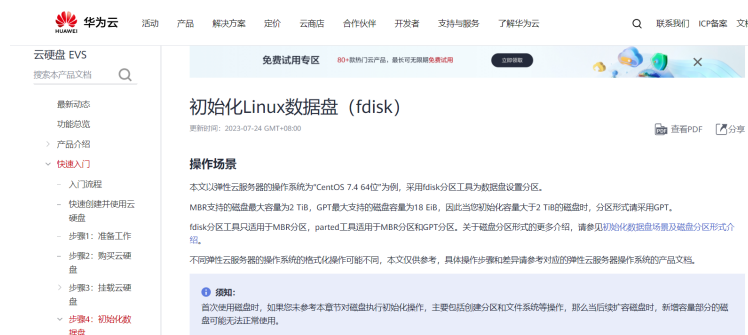 HUAWEI
华为云
活动
产品
解决方案
定价
云商店
合作伙伴
开发者
支持与服务
了解华为云
联系我们
ICP备案
云硬盘 EVS
搜索本产品文档
免费试用专区
80+款热门云产品，最长可无限期免费试用
立即领取
最新动态
功能总览
产品介绍
快速入门
入门流程
快速创建并使用云
硬盘
步骤1：准备工作
步骤2：购买云硬
盘
步骤3：挂载云硬
盘
步骤4：初始化数
据盘
初始化Linux数据盘（fdisk）
更新时间：2023-07-24 GMT+08:00
PDF
查看PDF
分享
操作场景
本文以弹性云服务器的操作系统为“CentOS 7.4 64位”为例，采用fdisk分区工具为数据盘设置分区。
MBR支持的磁盘最大容量为2 TiB，GPT最大支持的磁盘容量为18 EiB，因此当您初始化容量大于2 TiB的磁盘时，分区形式请采用GPT。
fdisk分区工具只适用于MBR分区，parted工具适用于MBR分区和GPT分区。关于磁盘分区形式的更多介绍，请参见初始化数据盘场景及磁盘分区形式介
绍。
不同弹性云服务器的操作系统的格式化操作可能不同，本文仅供参考，具体操作步骤和差异请参考对应的弹性云服务器操作系统的产品文档。
须知：
首次使用磁盘时，如果您未参考本章节对磁盘执行初始化操作，主要包括创建分区和文件系统等操作，那么当后续扩容磁盘时，新增容量部分的磁
盘可能无法正常使用。